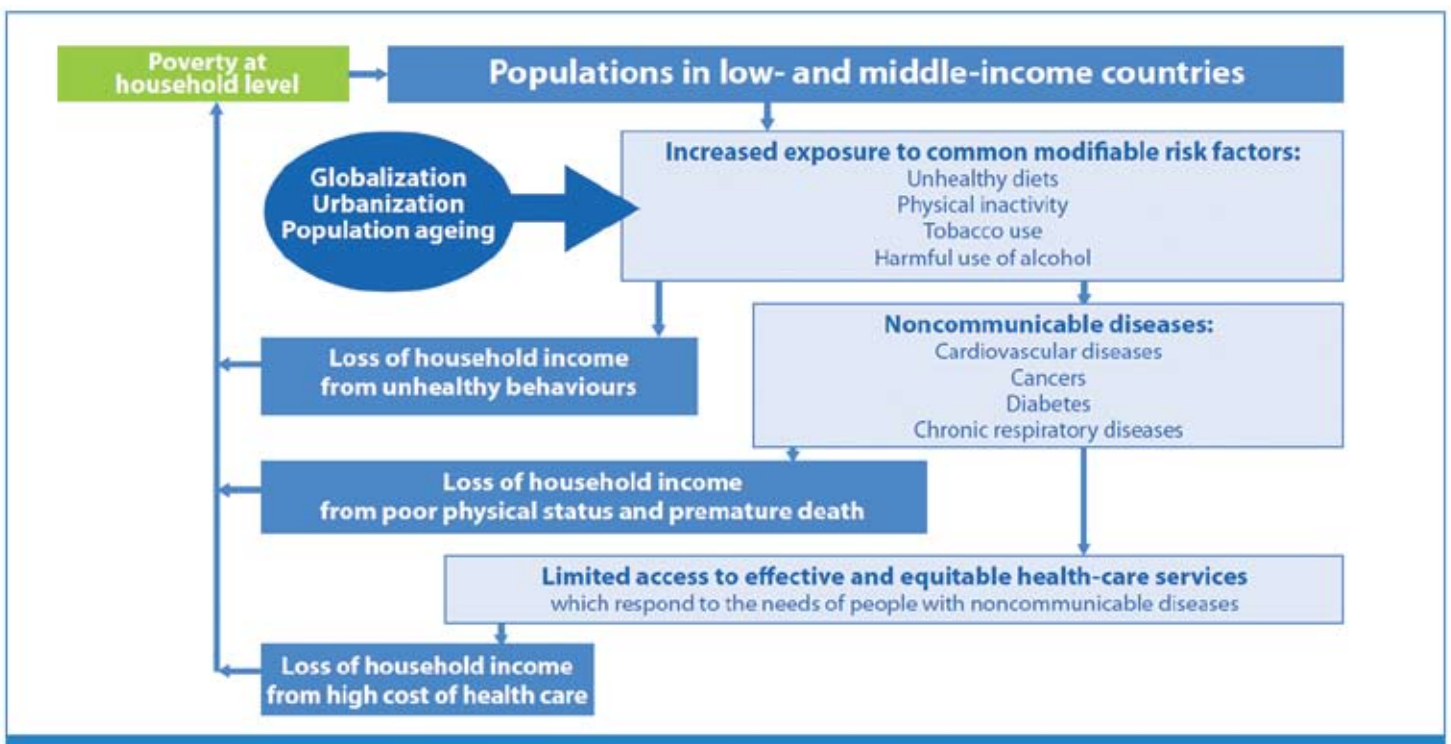 Poverty at
household level
Populations in low- and middle-income countries
Globalization
Urbanization
Population ageing
Increased exposure to common modifiable risk factors:
Unhealthy diets
Physical inactivity
Tobacco use
Harmful use of alcohol
Noncommunicable diseases:
Cardiovascular diseases
Cancers
Diabetes
Chronic respiratory diseases
Loss of household income
from unhealthy behaviours
Loss of household income
from poor physical status and premature death
Limited access to effective and equitable health-care services
which respond to the needs of people with noncommunicable diseases
Loss of household income
from high cost of health care